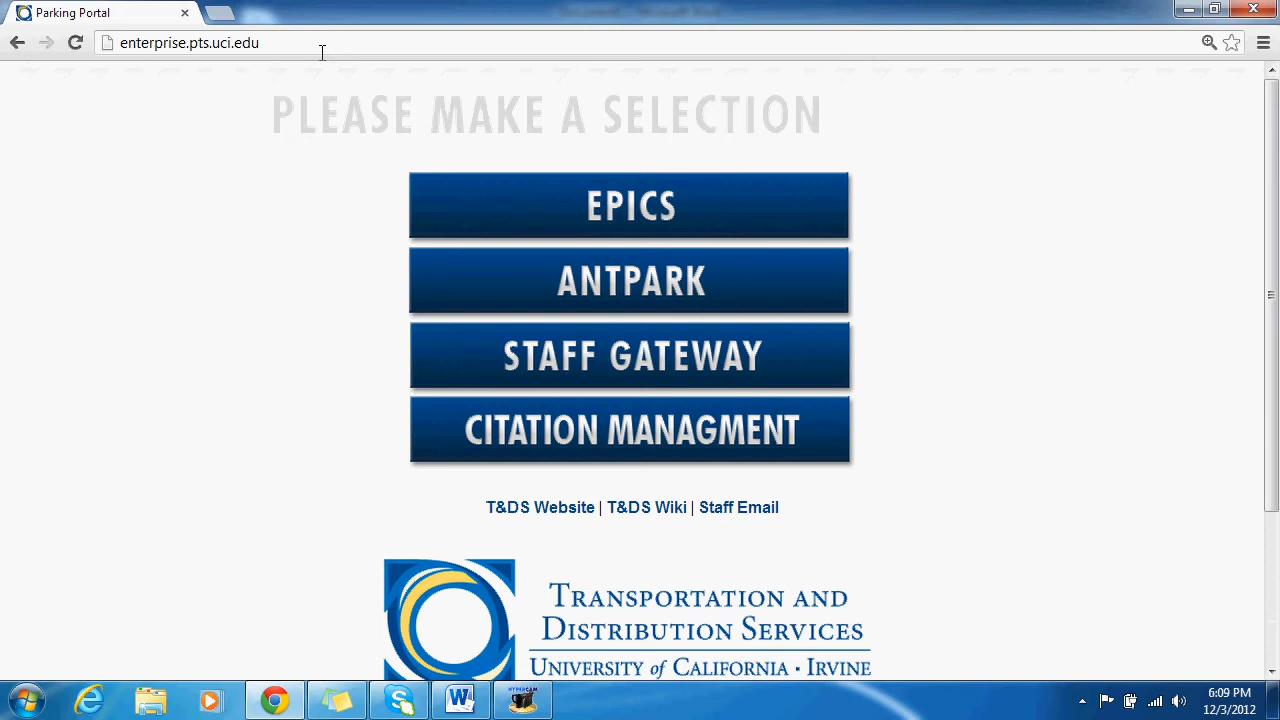 Parking Portal
enterprise.pts.uci.edu
PLEASE MAKE A SELECTION
EPICS
ANTPARK
STAFF GATEWAY
CITATION MANAGMENT
T&DS Website | T&DS Wiki | Staff Email
TRANSPORTATION AND
DISTRIBUTION SERVICES
UNIVERSITY of CALIFORNIA · IRVINE
HYPERCAM
6:09 PM
12/3/2012